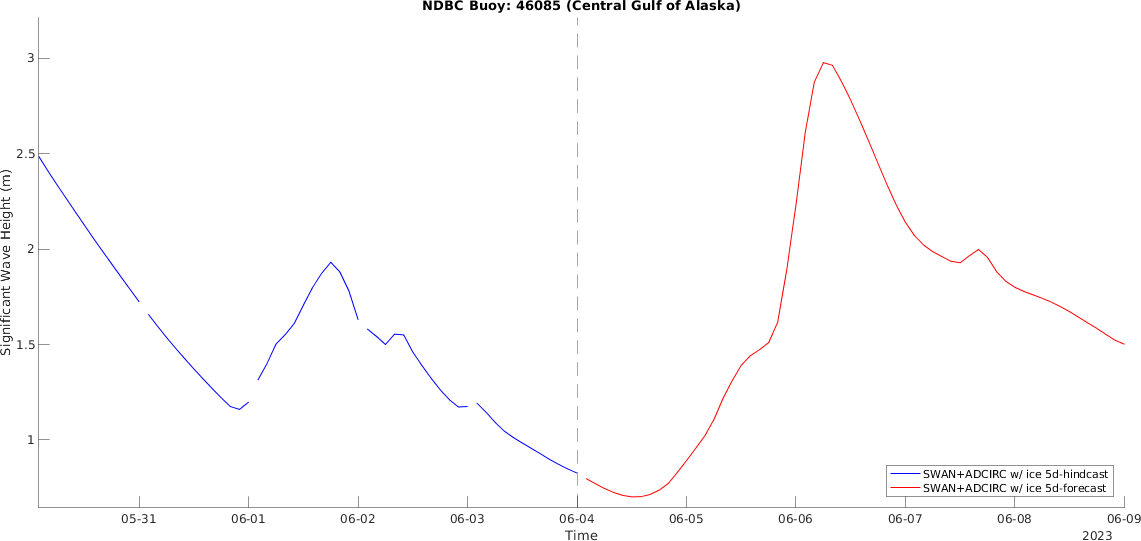 NDBC Buoy: 46085 (Central Gulf of Alaska)
Significant Wave Height (m)
3
2.5
2
1.5
1
SWAN+ADCIRC w/ ice 5d-hindcast
SWAN+ADCIRC w/ ice 5d-forecast
05-31 06-01 06-02 06-03 06-04 06-05 06-06 06-07 06-08 06-09
Time 2023